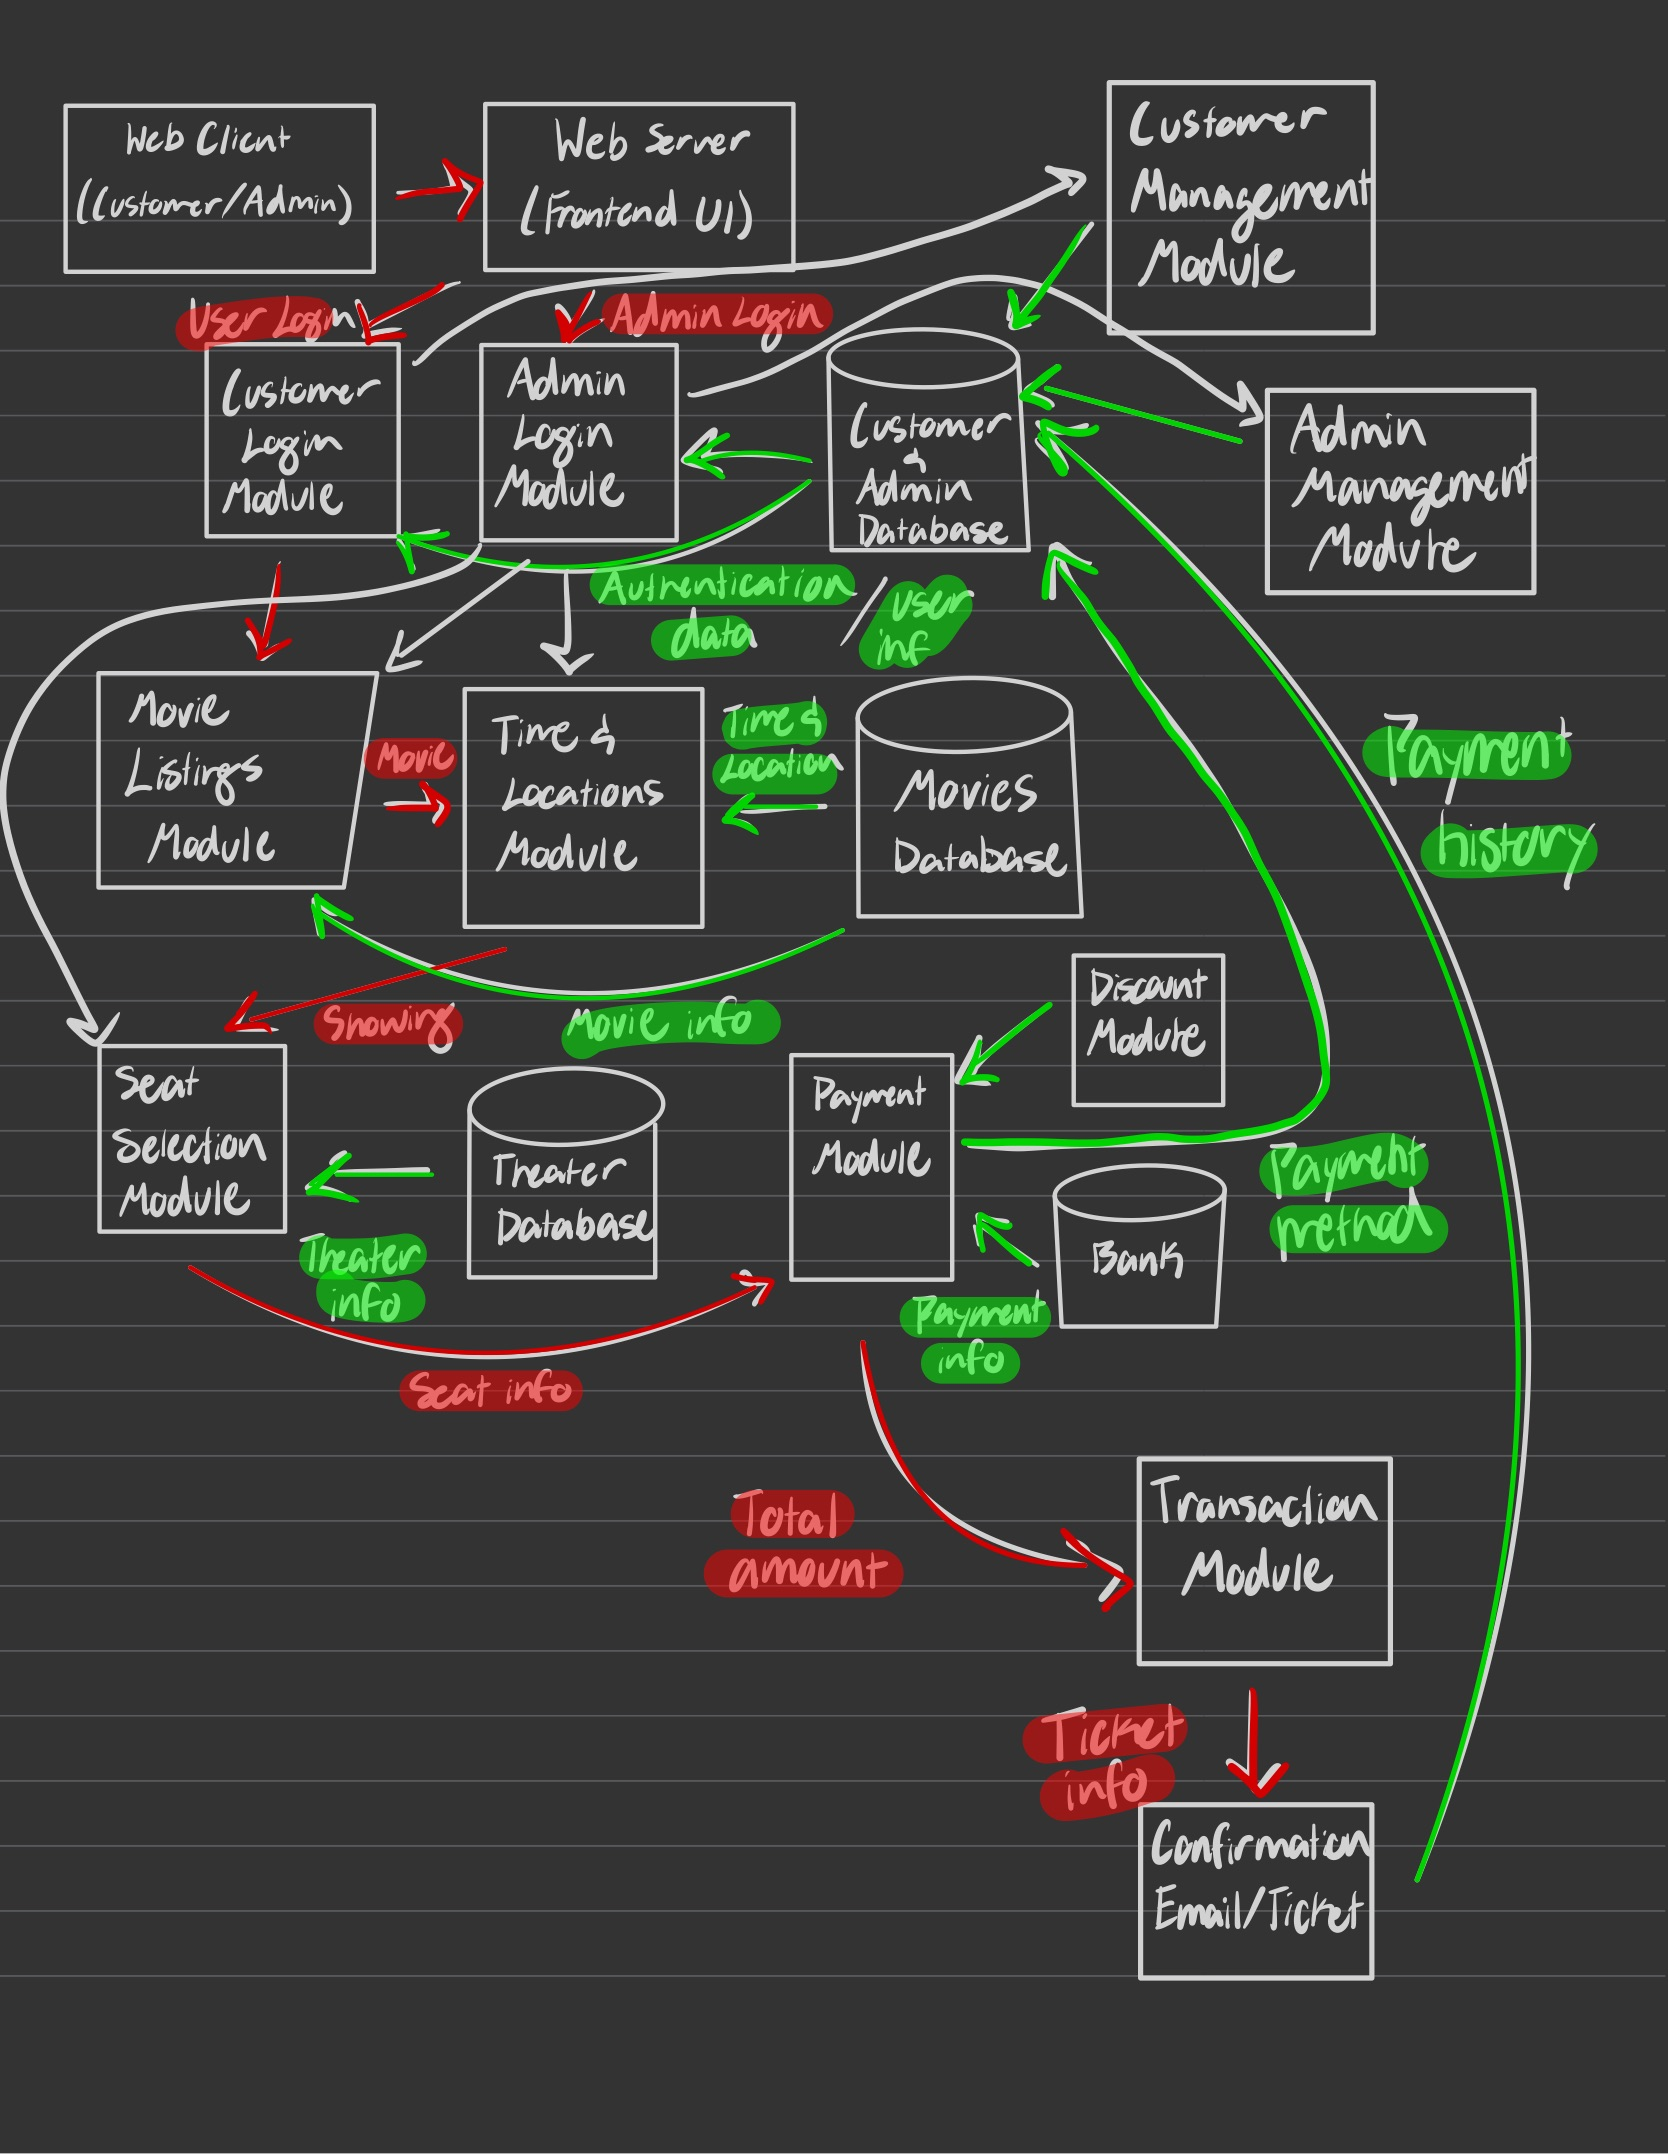 Web Client
(Customer/Admin)
Web Server
(Frontend UI)
Customer
Management
Module
User Login
Admin Login
Customer
Login
Module
Admin
Login
Module
Customer
&
Admin
Database
Admin
Management
Module
Authentication
data
/
user
inf
Movie
Listings
Module
Movie
Time &
Locations
Module
Time &
Location
Movies
Database
Payment
history
Showing
Movie info
Discount
Module
Seat
Selection
Module
Theater
Database
Payment
Module
Theater
info
Bank
Payment
method
Payment
info
Seat info
Total
amount
Transaction
Module
Ticket
info
Confirmation
Email/Ticket